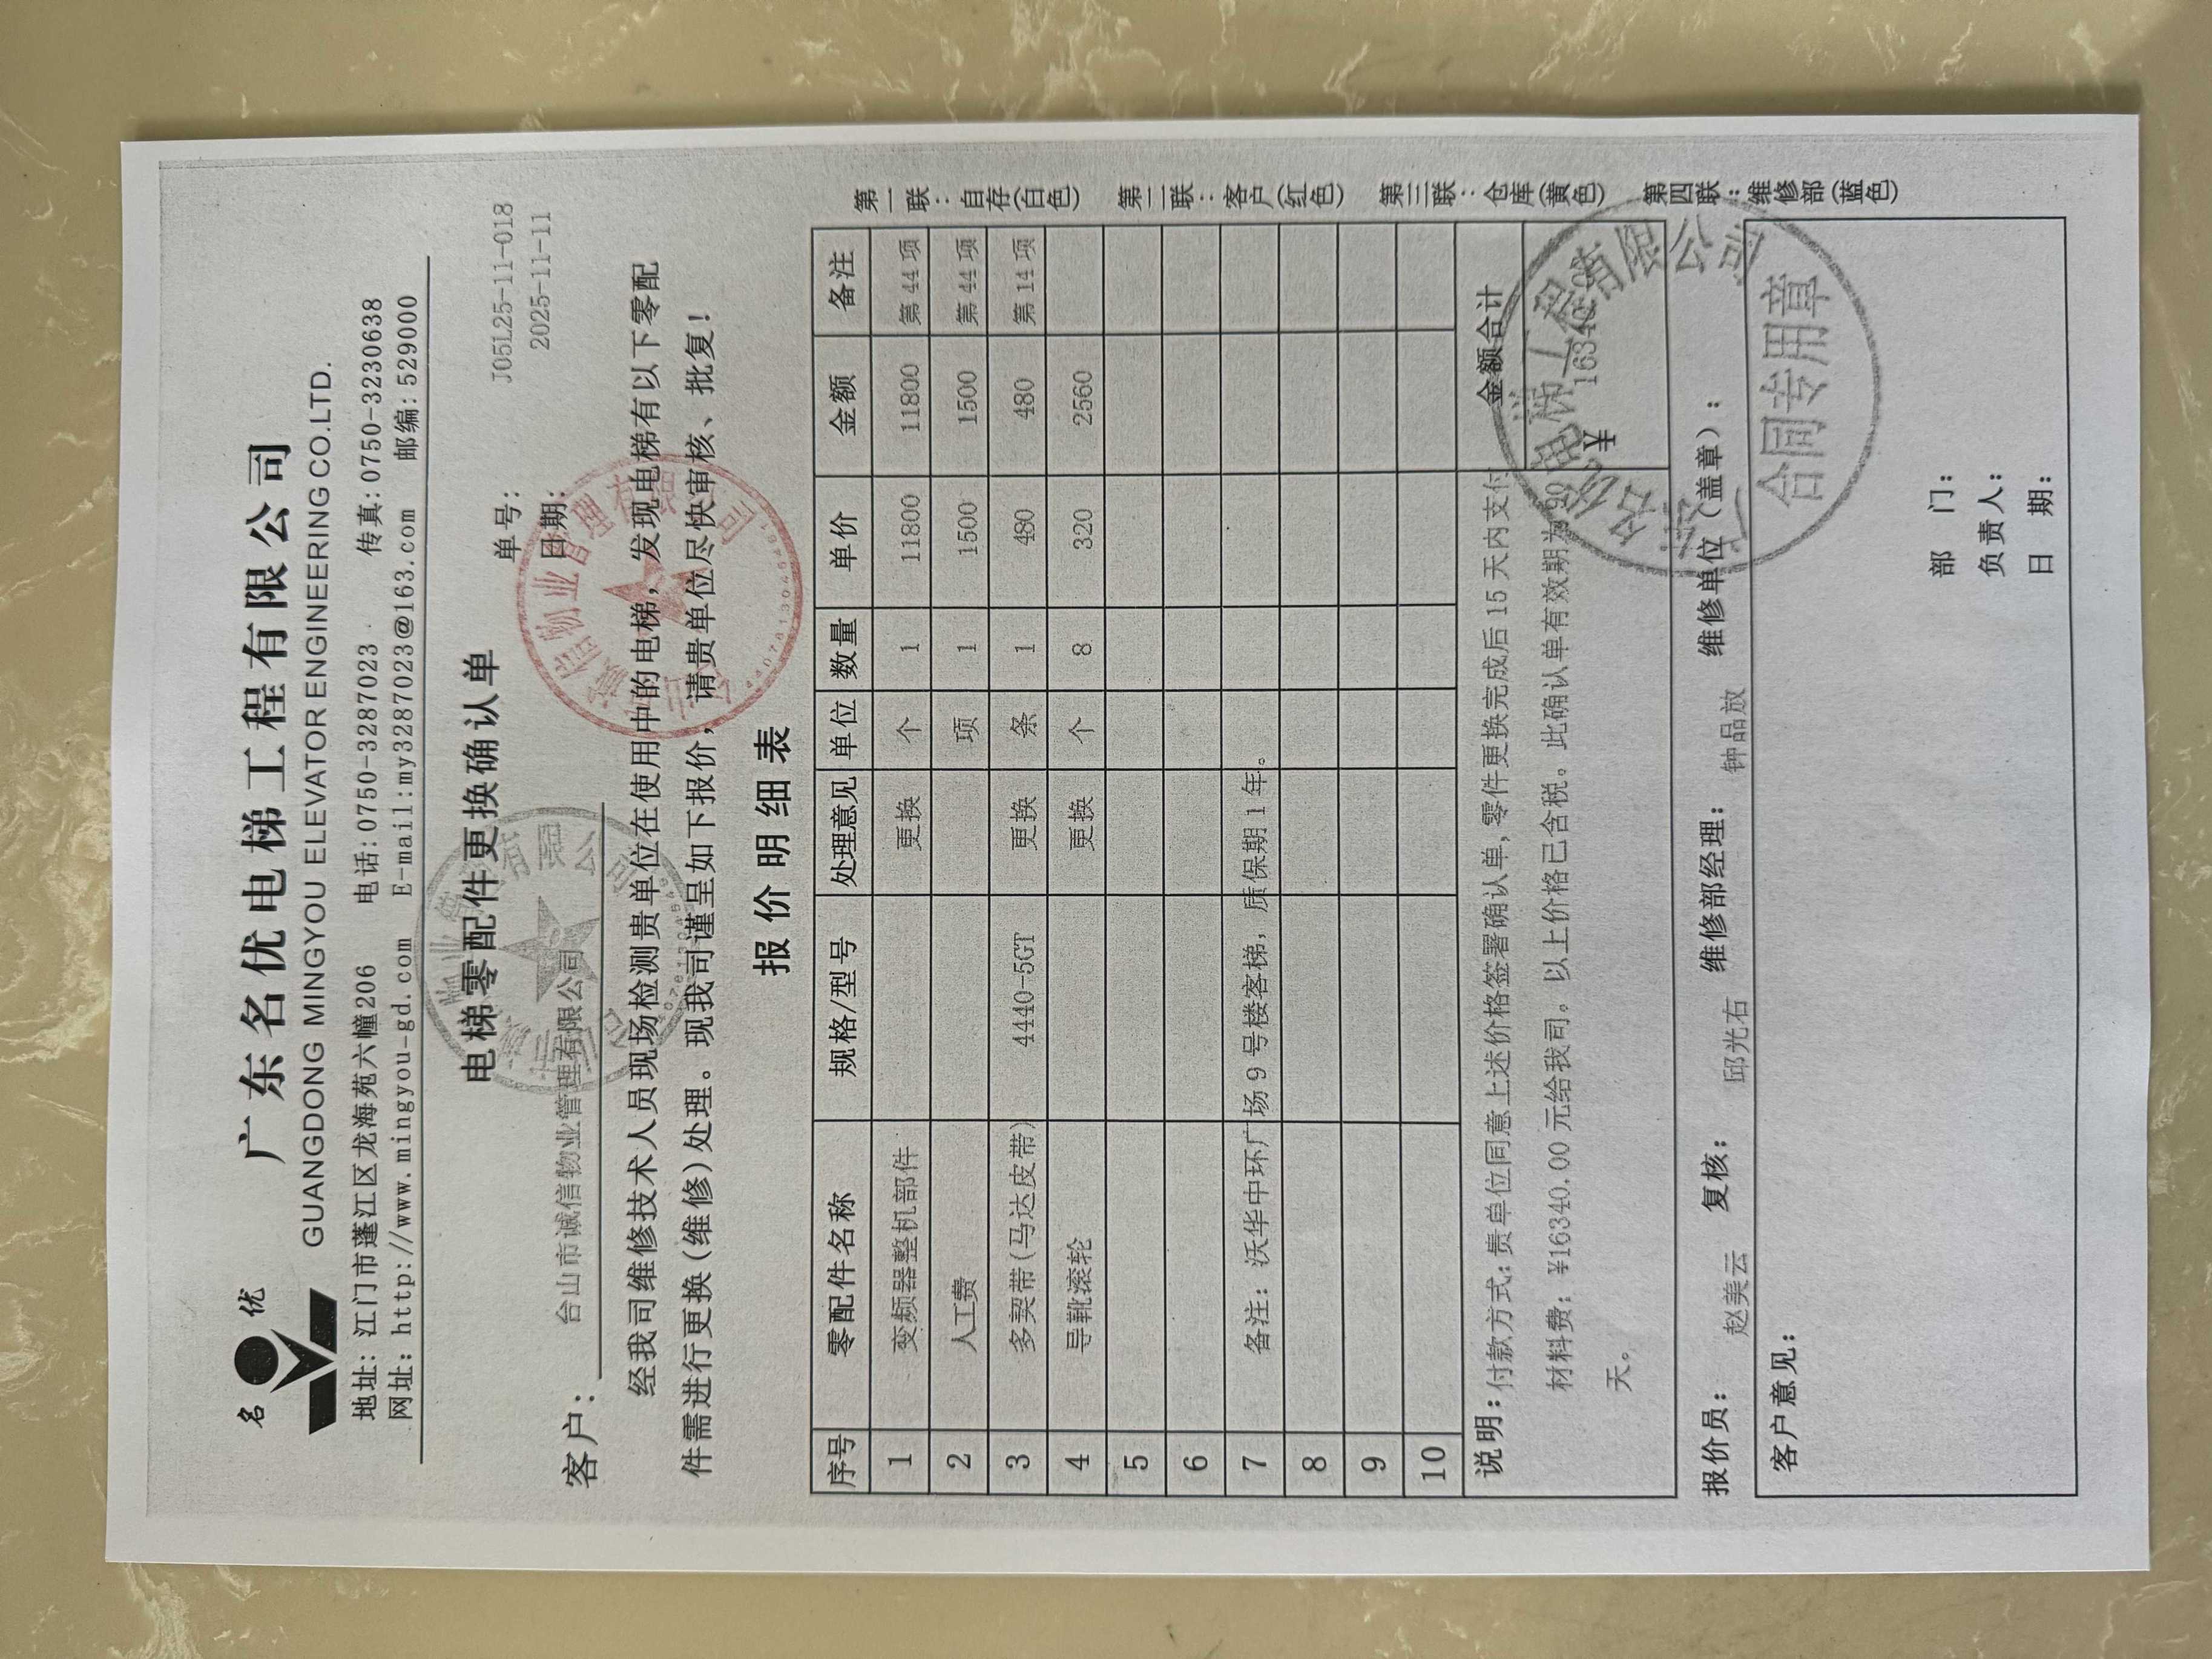 名优
广东名优电梯工程有限公司
GUANGDONG MINGYOU ELEVATOR ENGINEERING CO.LTD.
地址: 江门市蓬江区龙海苑六幢206 电话:0750-3287023 传真:0750-3230638
网址: http://www.mingyou-gd.com E-mail:my3287023@163.com 邮编: 529000
电梯零配件更换确认单
单号: J05L25-11-018
客户: 台山市诚信物业管理有限公司 日期: 2025-11-11
经我司维修技术人员现场检测贵单位在使用中的电梯，发现电梯有以下零配
件需进行更换(维修)处理。现我司谨呈如下报价，请贵单位尽快审核、批复!
报价明细表
序号 零配件名称 规格/型号 处理意见 单位 数量 单价 金额 备注
1 变频器整机部件 更换 个 1 11800 11800 第 44 项
2 人工费 项 1 1500 1500 第 44 项
3 多契带(马达皮带) 4440-5GT 更换 条 1 480 480 第 14 项
4 导靴滚轮 更换 个 8 320 2560
5
6
7 备注: 沃华中环广场 9 号楼客梯，质保期 1 年。
8
9
10
说明:付款方式:贵单位同意上述价格签署确认单,零件更换完成后 15 天内支付
材料费: ¥16340.00 元给我司。以上价格已含税。此确认单有效期为 90
天。
金额合计
¥ 16340.00
报价员: 赵美云 复核: 邱光右 维修部经理: 钟品放 维修单位(盖章):
客户意见:
部 门:
负责人:
日 期:
第一联:自存(白色) 第二联:客户(红色) 第三联:仓库(黄色) 第四联:维修部(蓝色)
合同专用章